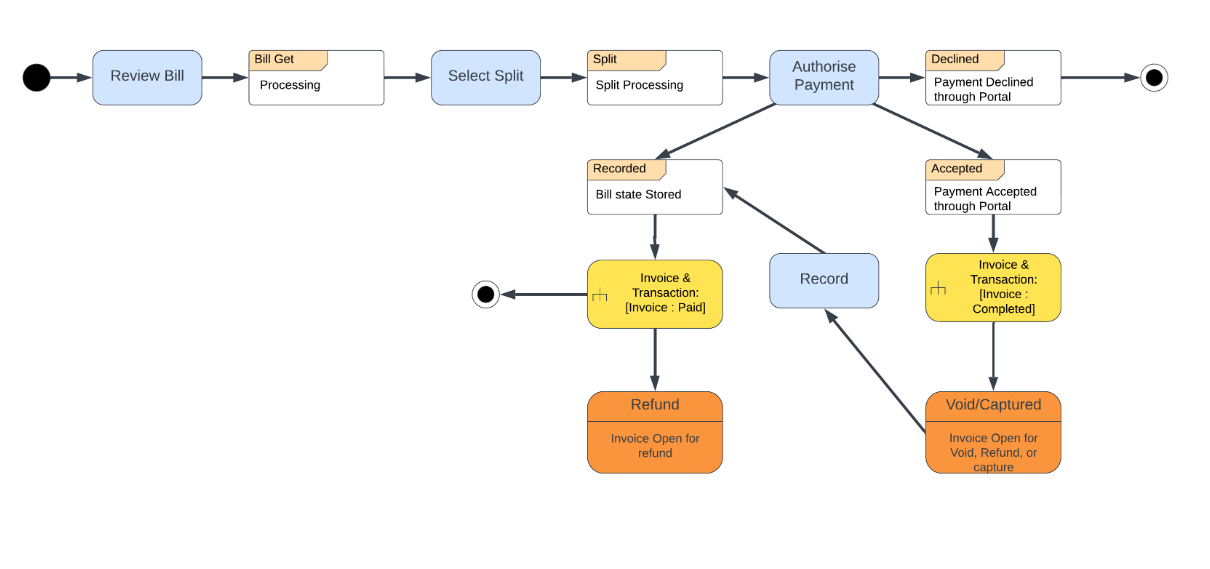 Review Bill
Bill Get
Processing
Select Split
Split
Split Processing
Authorise
Payment
Declined
Payment Declined
through Portal
Recorded
Bill state Stored
Accepted
Payment Accepted
through Portal
Invoice &
Transaction:
[Invoice : Paid]
Record
Invoice &
Transaction:
[Invoice :
Completed]
Refund
Invoice Open for
refund
Void/Captured
Invoice Open for
Void, Refund, or
capture